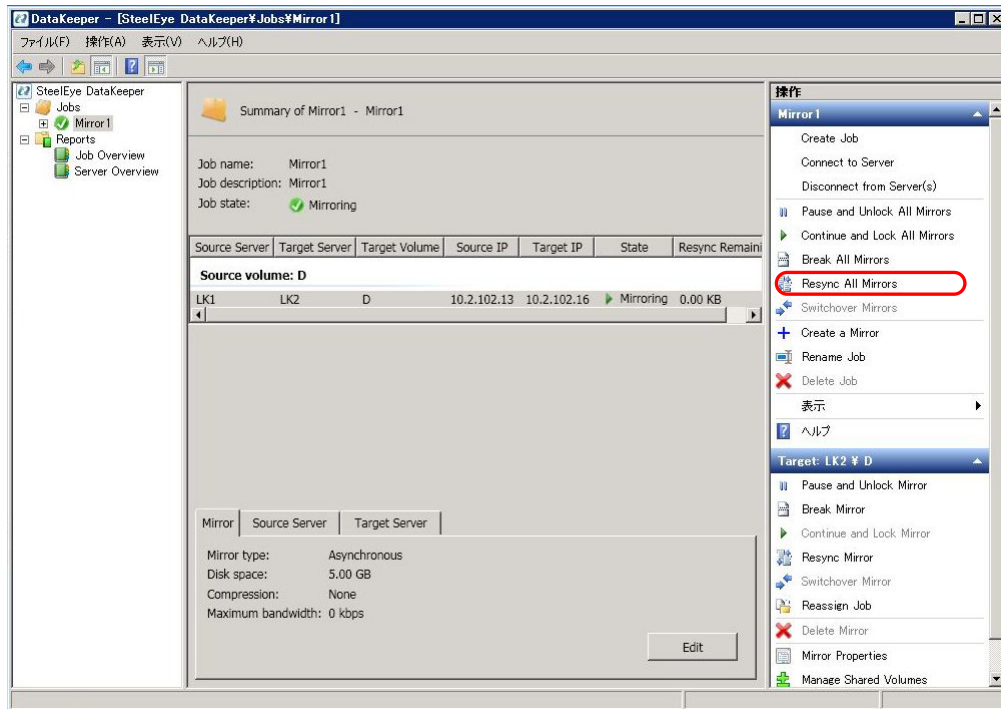 DataKeeper - [SteelEye DataKeeper¥Jobs¥Mirror1]
ファイル(F) 操作(A) 表示(V) ヘルプ(H)
SteelEye DataKeeper
Jobs
Mirror1
Reports
Job Overview
Server Overview
Summary of Mirror1 - Mirror1
Job name: Mirror1
Job description: Mirror1
Job state: Mirroring
Source Server Target Server Target Volume Source IP Target IP State Resync Remaini
Source volume: D
LK1 LK2 D 10.2.102.13 10.2.102.16 Mirroring 0.00 KB
Mirror Source Server Target Server
Mirror type: Asynchronous
Disk space: 5.00 GB
Compression: None
Maximum bandwidth: 0 kbps
Edit
操作
Mirror1
Create Job
Connect to Server
Disconnect from Server(s)
Pause and Unlock All Mirrors
Continue and Lock All Mirrors
Break All Mirrors
Resync All Mirrors
Switchover Mirrors
Create a Mirror
Rename Job
Delete Job
表示
ヘルプ
Target: LK2 ¥ D
Pause and Unlock Mirror
Break Mirror
Continue and Lock Mirror
Resync Mirror
Switchover Mirror
Reassign Job
Delete Mirror
Mirror Properties
Manage Shared Volumes